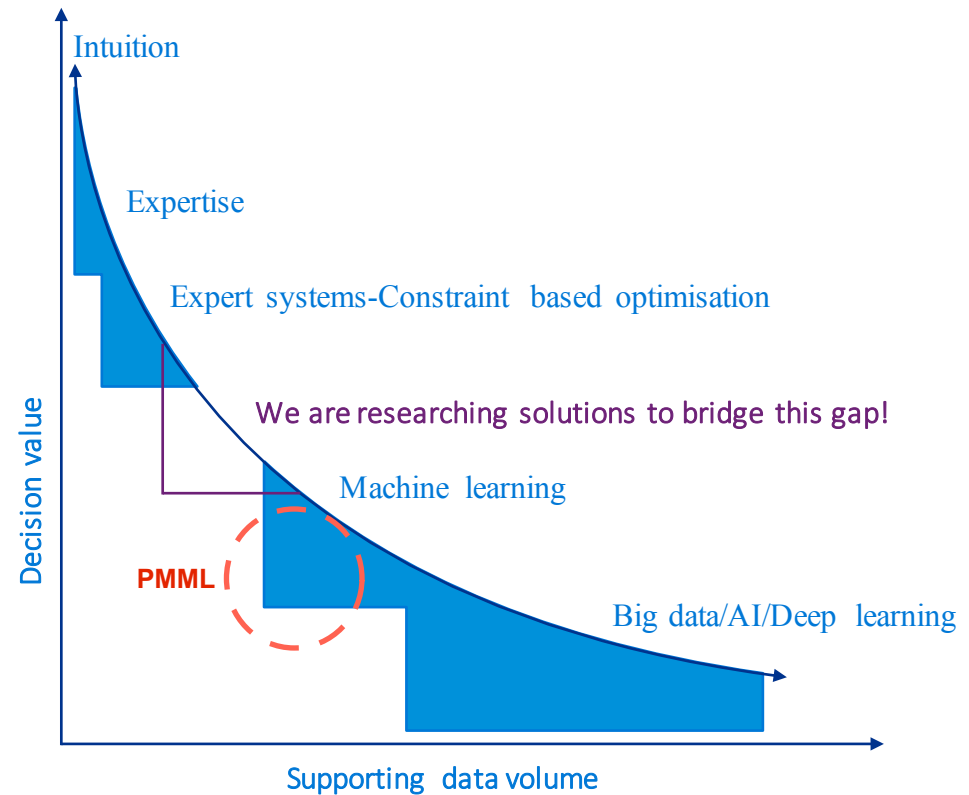 Intuition
Expertise
Expert systems-Constraint based optimisation
We are researching solutions to bridge this gap!
Machine learning
PMML
Big data/AI/Deep learning
Decision value
Supporting data volume